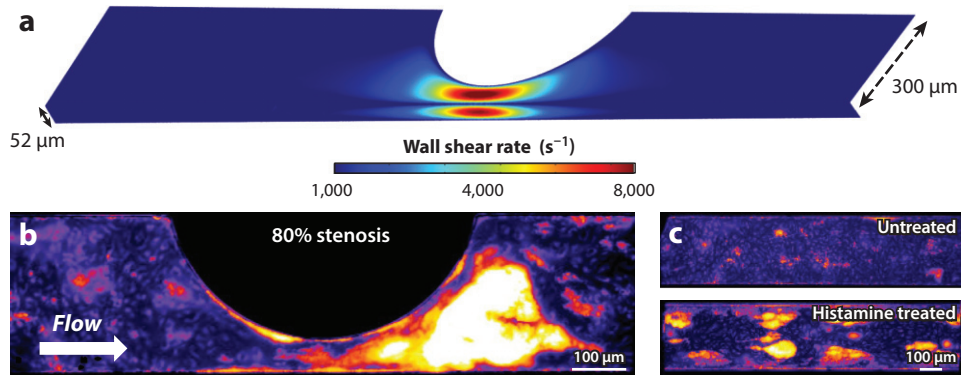 a
300 µm
52 µm
Wall shear rate (s⁻¹)
1,000 4,000 8,000
b
80% stenosis
Flow
100 µm
c
Untreated
Histamine treated
100 µm